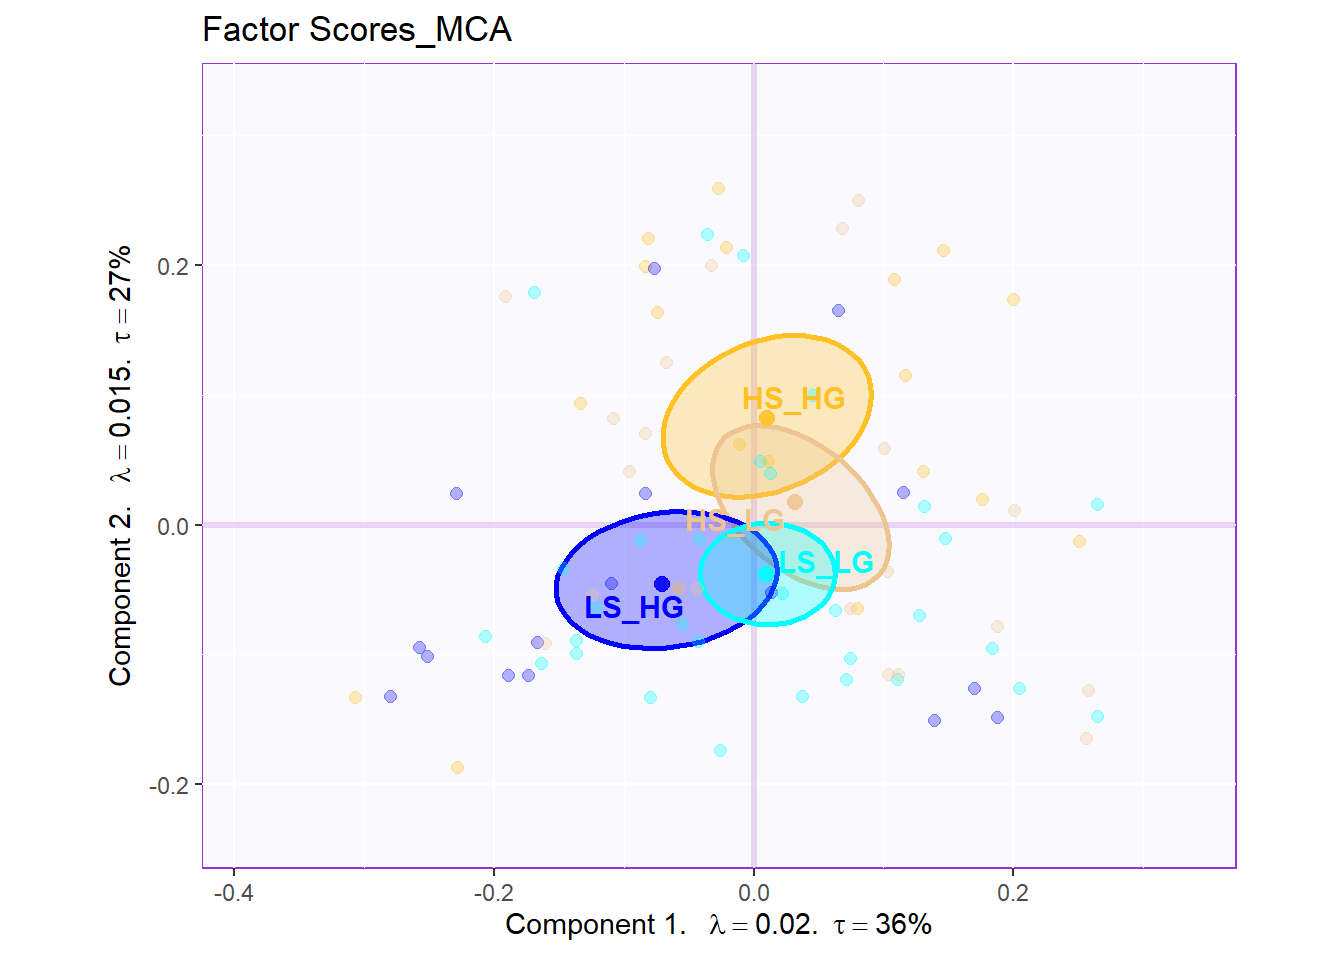 Factor Scores_MCA
Component 2.   λ = 0.015.  τ = 27%
0.2
0.0
-0.2
HS_HG
HS_LG
LS_LG
LS_HG
-0.4
-0.2
0.0
0.2
Component 1.   λ = 0.02.  τ = 36%